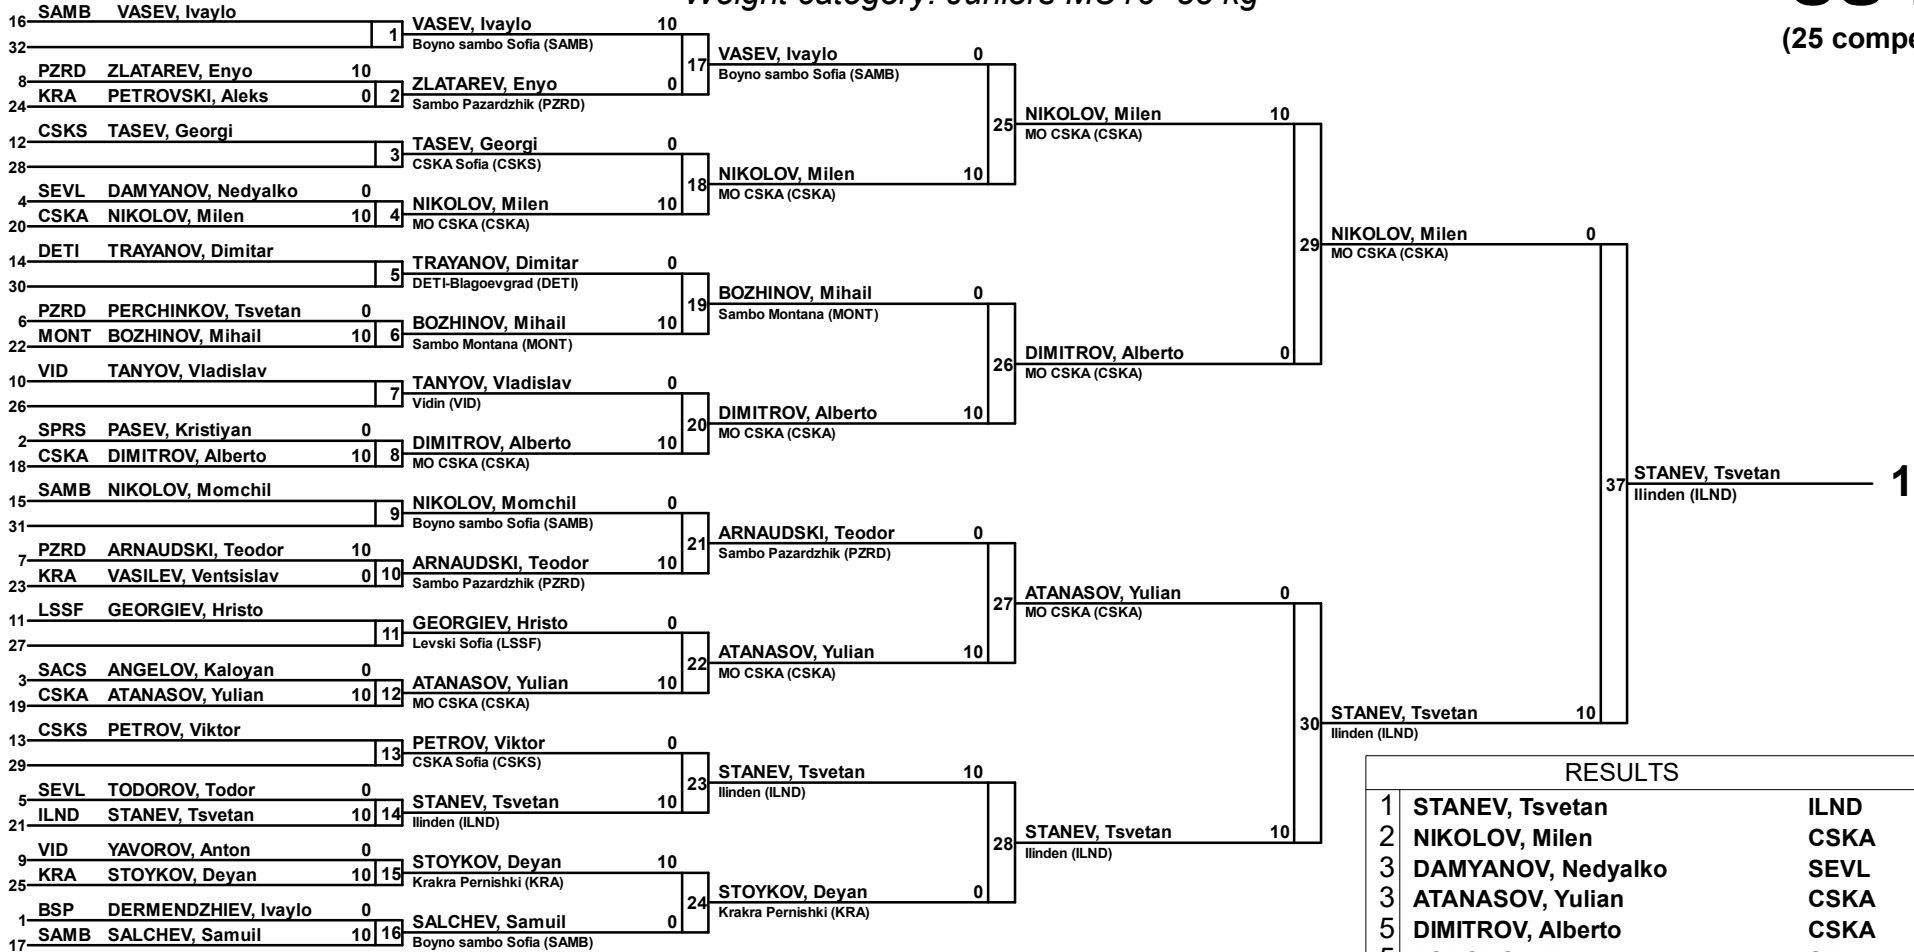 (25 compe
16 SAMB VASEV, Ivaylo
32
1 VASEV, Ivaylo 10
Boyno sambo Sofia (SAMB)
8 PZRD ZLATAREV, Enyo 10
24 KRA PETROVSKI, Aleks 0
2 ZLATAREV, Enyo 0
Sambo Pazardzhik (PZRD)
12 CSKS TASEV, Georgi
28
3 TASEV, Georgi 0
CSKA Sofia (CSKS)
4 SEVL DAMYANOV, Nedyalko 0
20 CSKA NIKOLOV, Milen 10
4 NIKOLOV, Milen 10
MO CSKA (CSKA)
14 DETI TRAYANOV, Dimitar
30
5 TRAYANOV, Dimitar 0
DETI-Blagoevgrad (DETI)
6 PZRD PERCHINKOV, Tsvetan 0
22 MONT BOZHINOV, Mihail 10
6 BOZHINOV, Mihail 10
Sambo Montana (MONT)
10 VID TANYOV, Vladislav
26
7 TANYOV, Vladislav 0
Vidin (VID)
2 SPRS PASEV, Kristiyan 0
18 CSKA DIMITROV, Alberto 10
8 DIMITROV, Alberto 10
MO CSKA (CSKA)
15 SAMB NIKOLOV, Momchil
31
9 NIKOLOV, Momchil 0
Boyno sambo Sofia (SAMB)
7 PZRD ARNAUDSKI, Teodor 10
23 KRA VASILEV, Ventsislav 0
10 ARNAUDSKI, Teodor 10
Sambo Pazardzhik (PZRD)
11 LSSF GEORGIEV, Hristo
27
11 GEORGIEV, Hristo 0
Levski Sofia (LSSF)
3 SACS ANGELOV, Kaloyan 0
19 CSKA ATANASOV, Yulian 10
12 ATANASOV, Yulian 10
MO CSKA (CSKA)
13 CSKS PETROV, Viktor
29
13 PETROV, Viktor 0
CSKA Sofia (CSKS)
5 SEVL TODOROV, Todor 0
21 ILND STANEV, Tsvetan 10
14 STANEV, Tsvetan 10
Ilinden (ILND)
9 VID YAVOROV, Anton 0
25 KRA STOYKOV, Deyan 10
15 STOYKOV, Deyan 10
Krakra Pernishki (KRA)
1 BSP DERMENDZHIEV, Ivaylo 0
17 SAMB SALCHEV, Samuil 10
16 SALCHEV, Samuil 0
Boyno sambo Sofia (SAMB)
17 VASEV, Ivaylo 0
Boyno sambo Sofia (SAMB)
18 NIKOLOV, Milen 10
MO CSKA (CSKA)
19 BOZHINOV, Mihail 0
Sambo Montana (MONT)
20 DIMITROV, Alberto 10
MO CSKA (CSKA)
21 ARNAUDSKI, Teodor 0
Sambo Pazardzhik (PZRD)
22 ATANASOV, Yulian 10
MO CSKA (CSKA)
23 STANEV, Tsvetan 10
Ilinden (ILND)
24 STOYKOV, Deyan 0
Krakra Pernishki (KRA)
25 NIKOLOV, Milen 10
MO CSKA (CSKA)
26 DIMITROV, Alberto 0
MO CSKA (CSKA)
27 ATANASOV, Yulian 0
MO CSKA (CSKA)
28 STANEV, Tsvetan 10
Ilinden (ILND)
29 NIKOLOV, Milen 0
MO CSKA (CSKA)
30 STANEV, Tsvetan 10
Ilinden (ILND)
37 STANEV, Tsvetan 1
Ilinden (ILND)
RESULTS
1 STANEV, Tsvetan ILND
2 NIKOLOV, Milen CSKA
3 DAMYANOV, Nedyalko SEVL
3 ATANASOV, Yulian CSKA
5 DIMITROV, Alberto CSKA